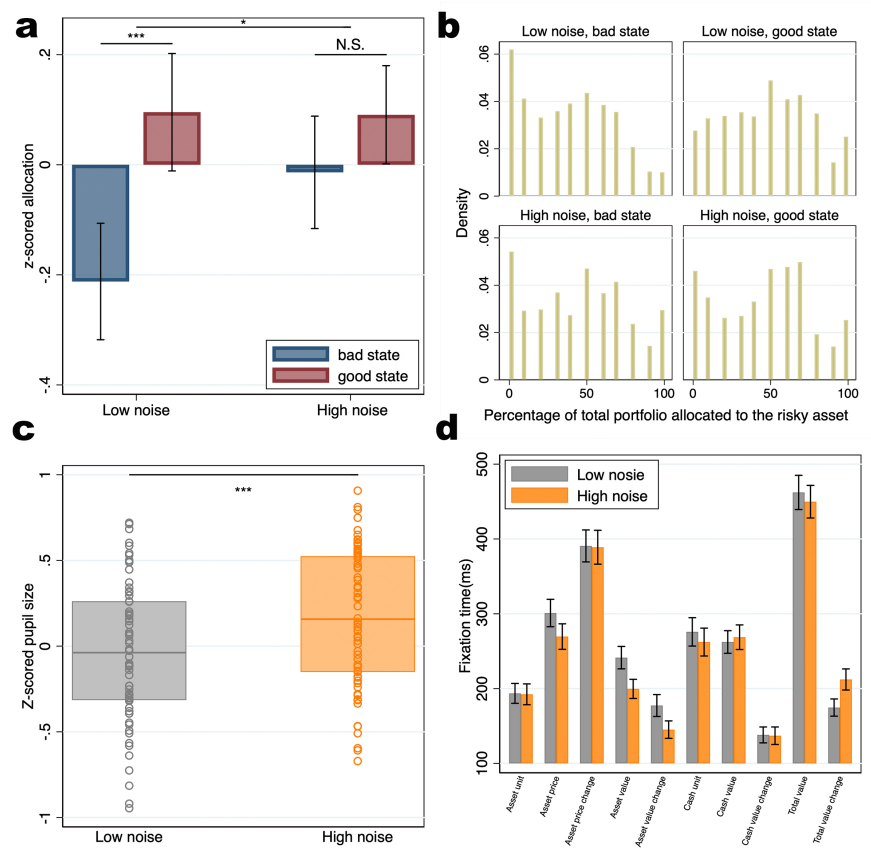 a
z-scored allocation
.2
0
-.2
-.4
*
***
N.S.
bad state
good state
Low noise
High noise
b
Low noise, bad state
Low noise, good state
High noise, bad state
High noise, good state
Density
.06
.04
.02
0
.06
.04
.02
0
0
50
100
0
50
100
Percentage of total portfolio allocated to the risky asset
c
Z-scored pupil size
1
.5
0
-.5
-1
***
Low noise
High noise
d
Fixation time(ms)
500
400
300
200
100
Low nosie
High noise
Asset unit
Asset price
Asset price change
Asset value
Asset value change
Cash unit
Cash value
Cash value change
Total value
Total value change